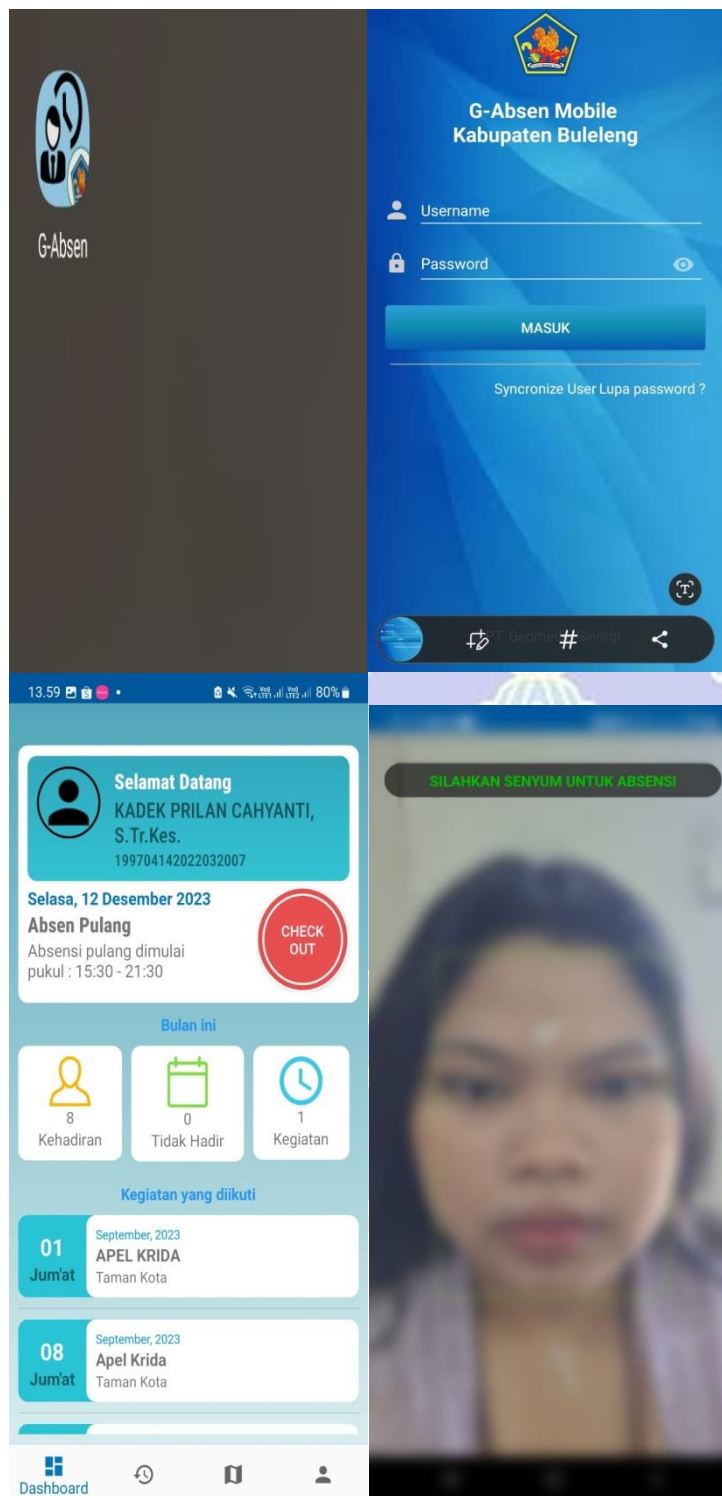 G-Absen
G-Absen Mobile
Kabupaten Buleleng
Username
Password
MASUK
Syncronize User Lupa password ?
PT. Geomedia Sinergi
#
13.59
80%
Selamat Datang
KADEK PRILAN CAHYANTI,
S.Tr.Kes.
199704142022032007
Selasa, 12 Desember 2023
Absen Pulang
Absensi pulang dimulai
pukul : 15:30 - 21:30
CHECK
OUT
Bulan ini
8
Kehadiran
0
Tidak Hadir
1
Kegiatan
Kegiatan yang diikuti
01
Jum'at
September, 2023
APEL KRIDA
Taman Kota
08
Jum'at
September, 2023
Apel Krida
Taman Kota
Dashboard
SILAHKAN SENYUM UNTUK ABSENSI